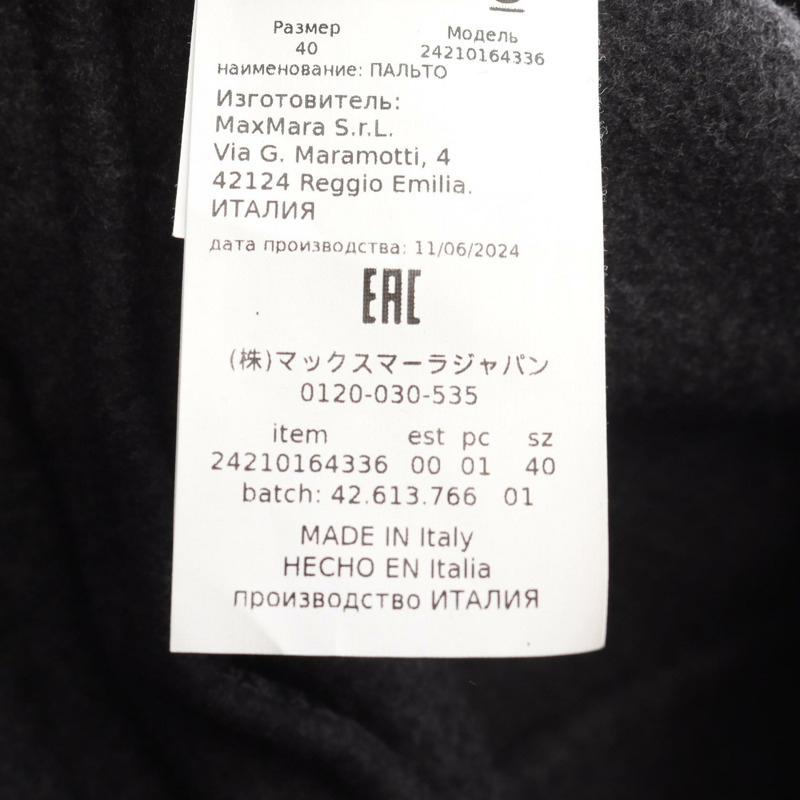 Размер Модель
40 24210164336
наименование: ПАЛЬТО
Изготовитель:
MaxMara S.r.L.
Via G. Maramotti, 4
42124 Reggio Emilia.
ИТАЛИЯ
дата производства: 11/06/2024
EAC
(株)マックスマーラジャパン
0120-030-535
item est pc sz
24210164336 00 01 40
batch: 42.613.766 01
MADE IN Italy
HECHO EN Italia
производство ИТАЛИЯ